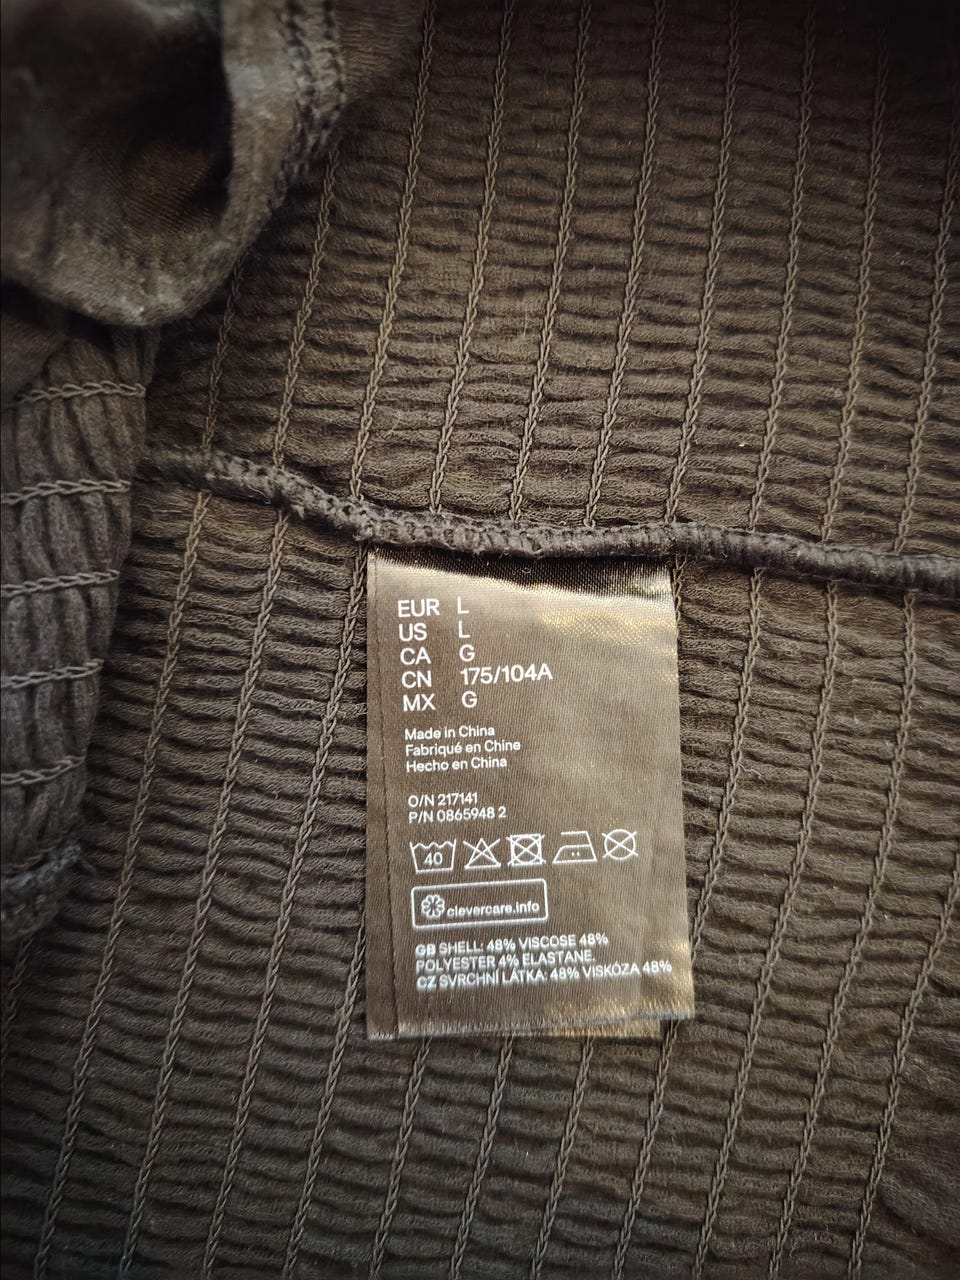 EUR L
US L
CA G
CN 175/104A
MX G
Made in China
Fabriqué en Chine
Hecho en China
O/N 217141
P/N 0865948 2
40
clevercare.info
GB SHELL: 48% VISCOSE 48%
POLYESTER 4% ELASTANE.
CZ SVRCHNÍ LÁTKA: 48% VISKÓZA 48%